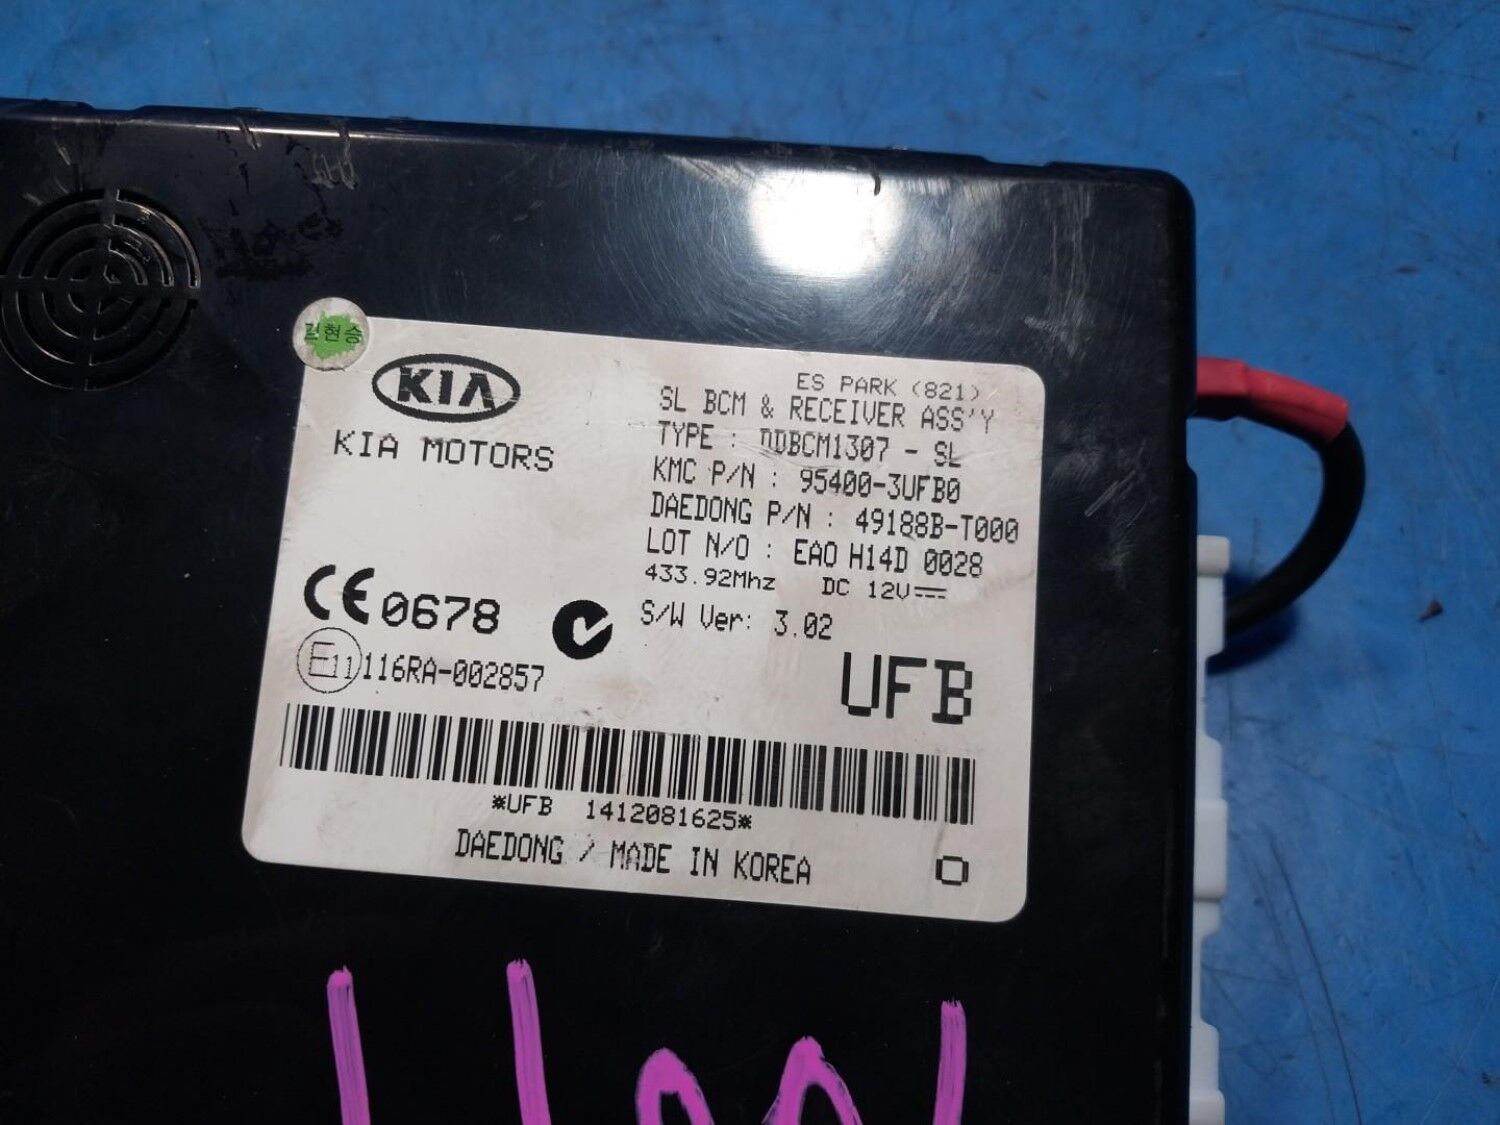 검현승
KIA
KIA MOTORS
ES PARK (821)
SL BCM & RECEIVER ASS'Y
TYPE : DDBCM1307 - SL
KMC P/N : 95400-3UFB0
DAEDONG P/N : 49188B-T000
LOT N/O : EAO H14D 0028
433.92Mhz DC 12V
S/W Ver: 3.02
CE 0678
E11 116RA-002857
UFB
*UFB 1412081625*
DAEDONG / MADE IN KOREA